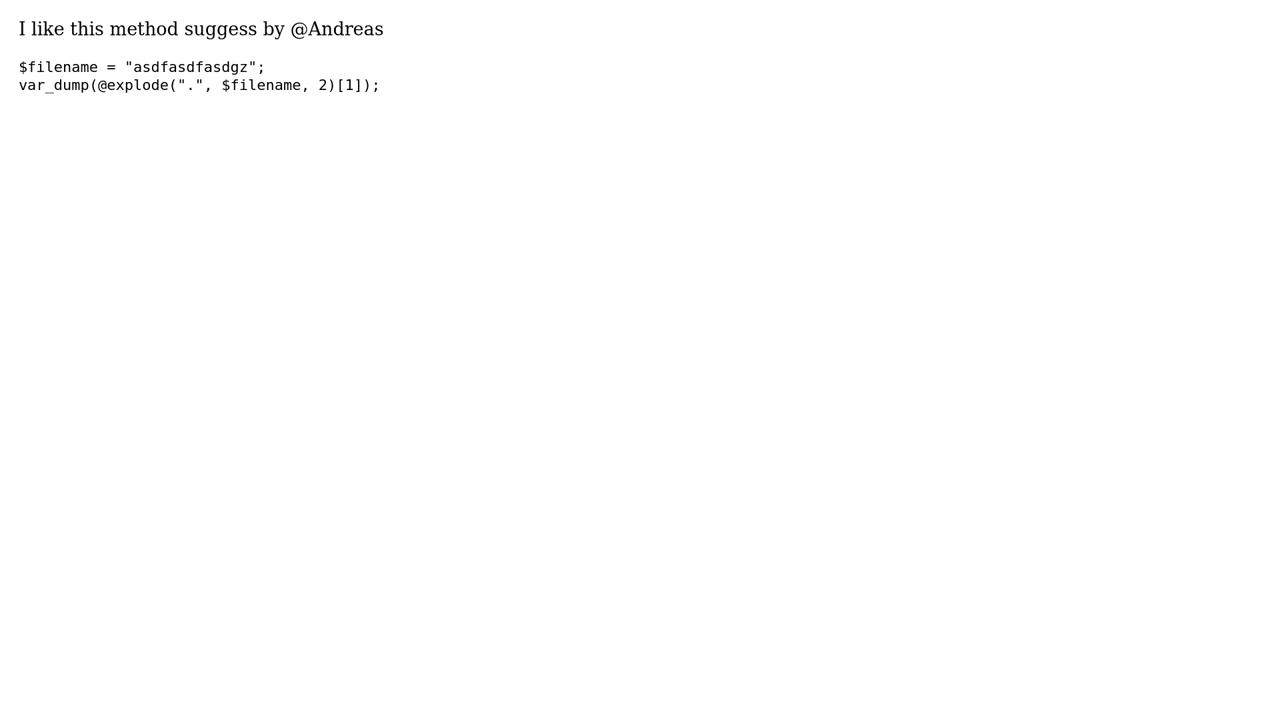 I like this method suggess by @Andreas
$filename = "asdfasdfasdgz";
var_dump(@explode(".", $filename, 2)[1]);